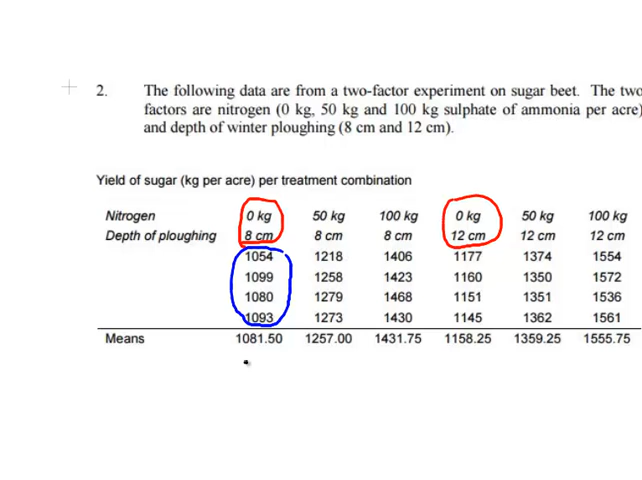 2. The following data are from a two-factor experiment on sugar beet. The two
factors are nitrogen (0 kg, 50 kg and 100 kg sulphate of ammonia per acre)
and depth of winter ploughing (8 cm and 12 cm).
Yield of sugar (kg per acre) per treatment combination
Nitrogen 0 kg 50 kg 100 kg 0 kg 50 kg 100 kg
Depth of ploughing 8 cm 8 cm 8 cm 12 cm 12 cm 12 cm
1054 1218 1406 1177 1374 1554
1099 1258 1423 1160 1350 1572
1080 1279 1468 1151 1351 1536
1093 1273 1430 1145 1362 1561
Means 1081.50 1257.00 1431.75 1158.25 1359.25 1555.75